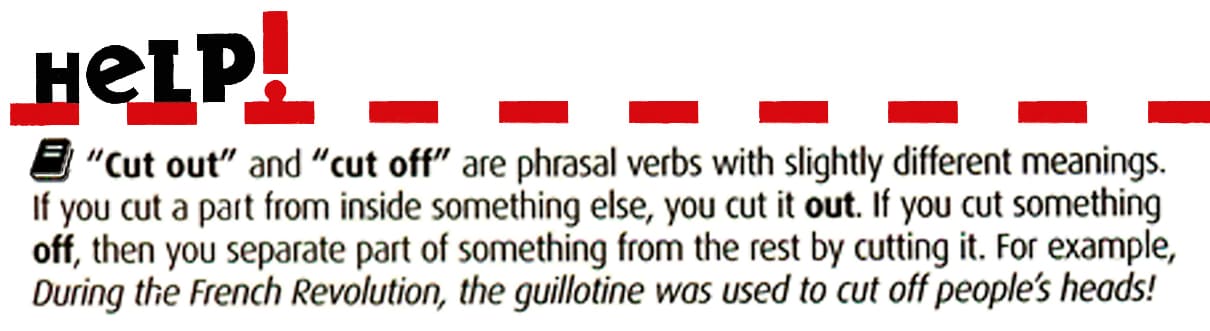 HeLP!
"Cut out" and "cut off" are phrasal verbs with slightly different meanings.
If you cut a part from inside something else, you cut it out. If you cut something
off, then you separate part of something from the rest by cutting it. For example,
During the French Revolution, the guillotine was used to cut off people's heads!